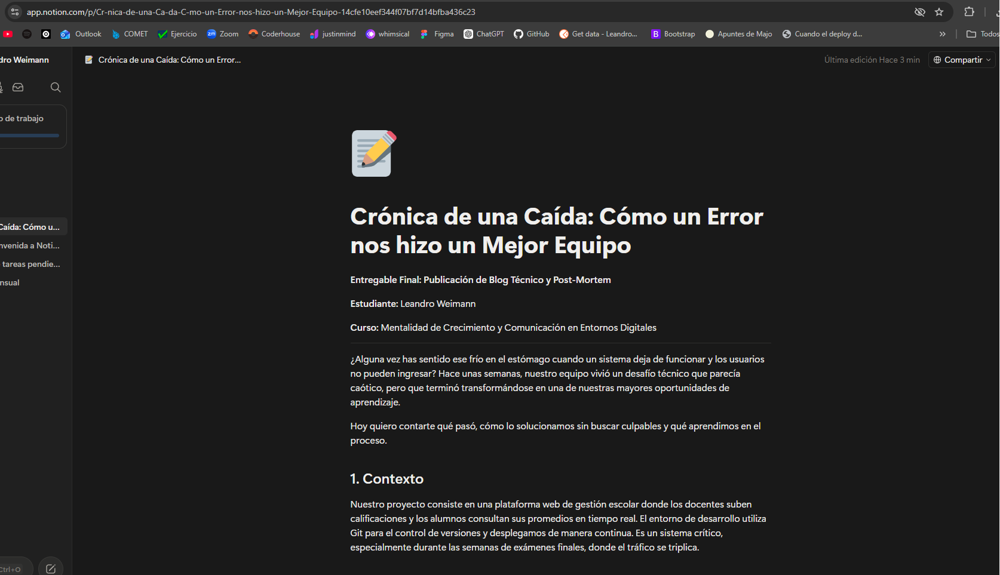 app.notion.com/p/Cr-nica-de-una-Ca-da-C-mo-un-Error-nos-hizo-un-Mejor-Equipo-14cfe10eef344f07bf7d14bfba436c23
Outlook COMET Ejercicio Zoom Coderhouse justinmind whimsical Figma ChatGPT GitHub Get data - Leandro... Bootstrap Apuntes de Majo Cuando el deploy d... » Todos
dro Weimann
Crónica de una Caída: Cómo un Error...
Última edición Hace 3 min
Compartir
o de trabajo
Caída: Cómo u...
nvenida a Noti...
tareas pendie...
nsual
Ctrl+O
Crónica de una Caída: Cómo un Error
nos hizo un Mejor Equipo
Entregable Final: Publicación de Blog Técnico y Post-Mortem
Estudiante: Leandro Weimann
Curso: Mentalidad de Crecimiento y Comunicación en Entornos Digitales
¿Alguna vez has sentido ese frío en el estómago cuando un sistema deja de funcionar y los usuarios
no pueden ingresar? Hace unas semanas, nuestro equipo vivió un desafío técnico que parecía
caótico, pero que terminó transformándose en una de nuestras mayores oportunidades de
aprendizaje.
Hoy quiero contarte qué pasó, cómo lo solucionamos sin buscar culpables y qué aprendimos en el
proceso.
1. Contexto
Nuestro proyecto consiste en una plataforma web de gestión escolar donde los docentes suben
calificaciones y los alumnos consultan sus promedios en tiempo real. El entorno de desarrollo utiliza
Git para el control de versiones y desplegamos de manera continua. Es un sistema crítico,
especialmente durante las semanas de exámenes finales, donde el tráfico se triplica.